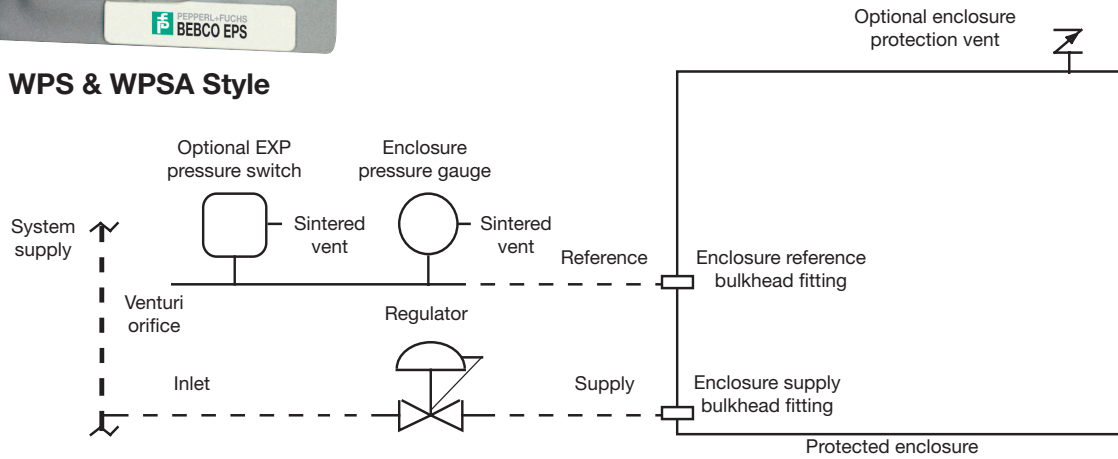 PEPPERL+FUCHS
BEBCO EPS
Optional enclosure
protection vent
WPS & WPSA Style
Optional EXP
pressure switch
Enclosure
pressure gauge
System
supply
Sintered
vent
Sintered
vent
Reference
Enclosure reference
bulkhead fitting
Venturi
orifice
Regulator
Inlet
Supply
Enclosure supply
bulkhead fitting
Protected enclosure